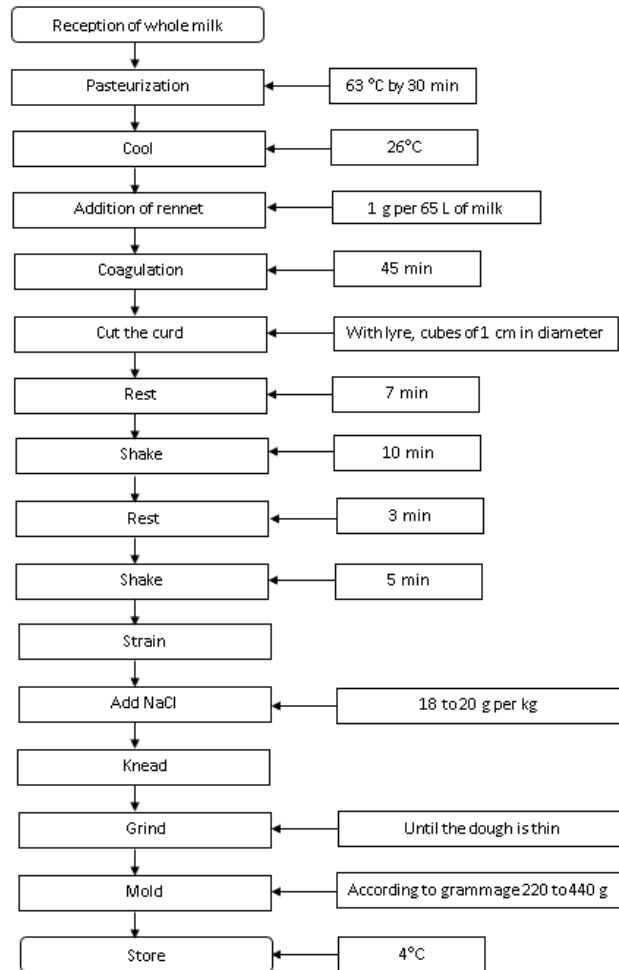 Reception of whole milk
Pasteurization
63 °C by 30 min
Cool
26°C
Addition of rennet
1 g per 65 L of milk
Coagulation
45 min
Cut the curd
With lyre, cubes of 1 cm in diameter
Rest
7 min
Shake
10 min
Rest
3 min
Shake
5 min
Strain
Add NaCl
18 to 20 g per kg
Knead
Grind
Until the dough is thin
Mold
According to grammage 220 to 440 g
Store
4°C